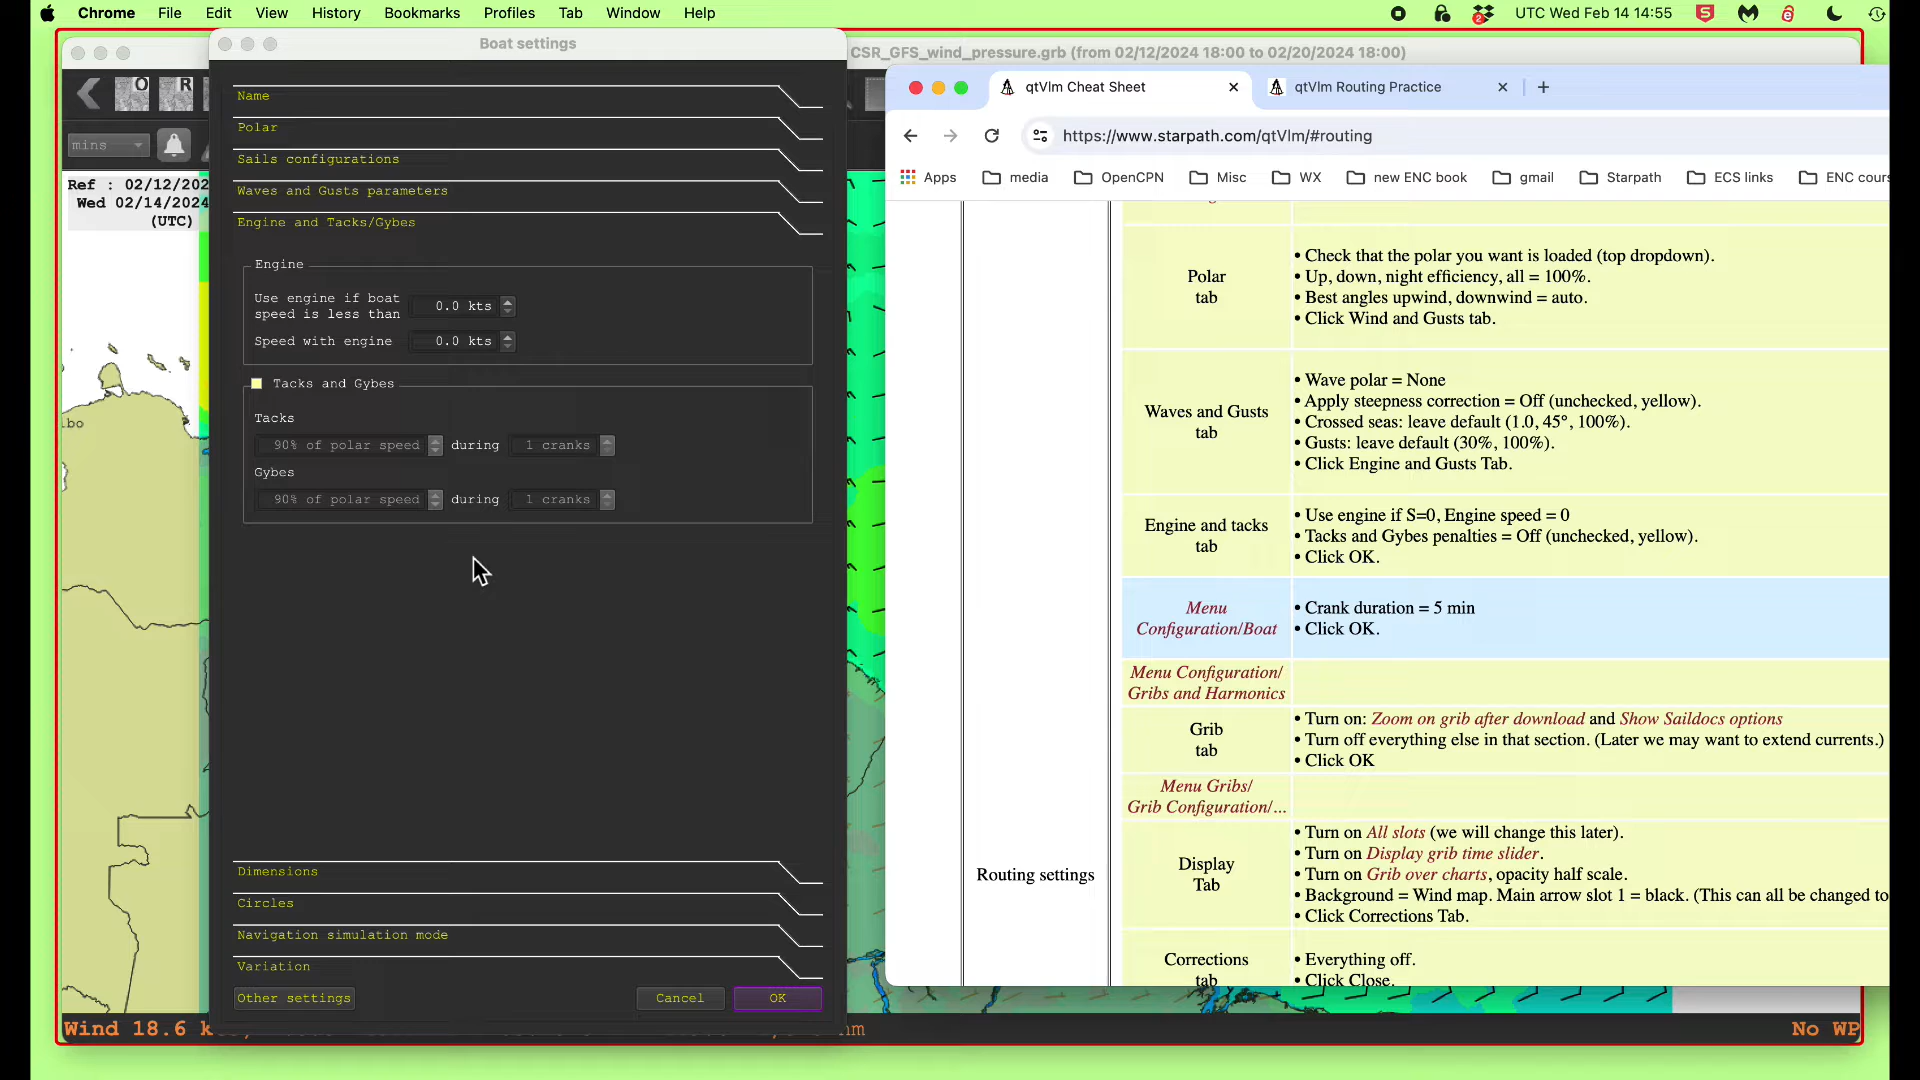 Chrome File Edit View History Bookmarks Profiles Tab Window Help
2
UTC Wed Feb 14 14:55
Boat settings
CSR_GFS_wind_pressure.grb (from 02/12/2024 18:00 to 02/20/2024 18:00)
O R
mins
Ref : 02/12/202
Wed 02/14/2024
(UTC)
Name
Polar
Sails configurations
Waves and Gusts parameters
Engine and Tacks/Gybes
Engine
Use engine if boat
speed is less than
0.0 kts
Speed with engine 0.0 kts
Tacks and Gybes
Tacks
90% of polar speed during 1 cranks
Gybes
90% of polar speed during 1 cranks
Dimensions
Circles
Navigation simulation mode
Variation
Other settings Cancel OK
Wind 18.6 k
nm
No WP
qtVlm Cheat Sheet
qtVlm Routing Practice
https://www.starpath.com/qtVlm/#routing
Apps media OpenCPN Misc WX new ENC book gmail Starpath ECS links ENC cours
Polar
tab
• Check that the polar you want is loaded (top dropdown).
• Up, down, night efficiency, all = 100%.
• Best angles upwind, downwind = auto.
• Click Wind and Gusts tab.
Waves and Gusts
tab
• Wave polar = None
• Apply steepness correction = Off (unchecked, yellow).
• Crossed seas: leave default (1.0, 45°, 100%).
• Gusts: leave default (30%, 100%).
• Click Engine and Gusts Tab.
Engine and tacks
tab
• Use engine if S=0, Engine speed = 0
• Tacks and Gybes penalties = Off (unchecked, yellow).
• Click OK.
Menu
Configuration/Boat
• Crank duration = 5 min
• Click OK.
Menu Configuration/
Gribs and Harmonics
Grib
tab
• Turn on: Zoom on grib after download and Show Saildocs options
• Turn off everything else in that section. (Later we may want to extend currents.)
• Click OK
Menu Gribs/
Grib Configuration/...
Routing settings
Display
Tab
• Turn on All slots (we will change this later).
• Turn on Display grib time slider.
• Turn on Grib over charts, opacity half scale.
• Background = Wind map. Main arrow slot 1 = black. (This can all be changed to
• Click Corrections Tab.
Corrections
tab
• Everything off.
• Click Close.